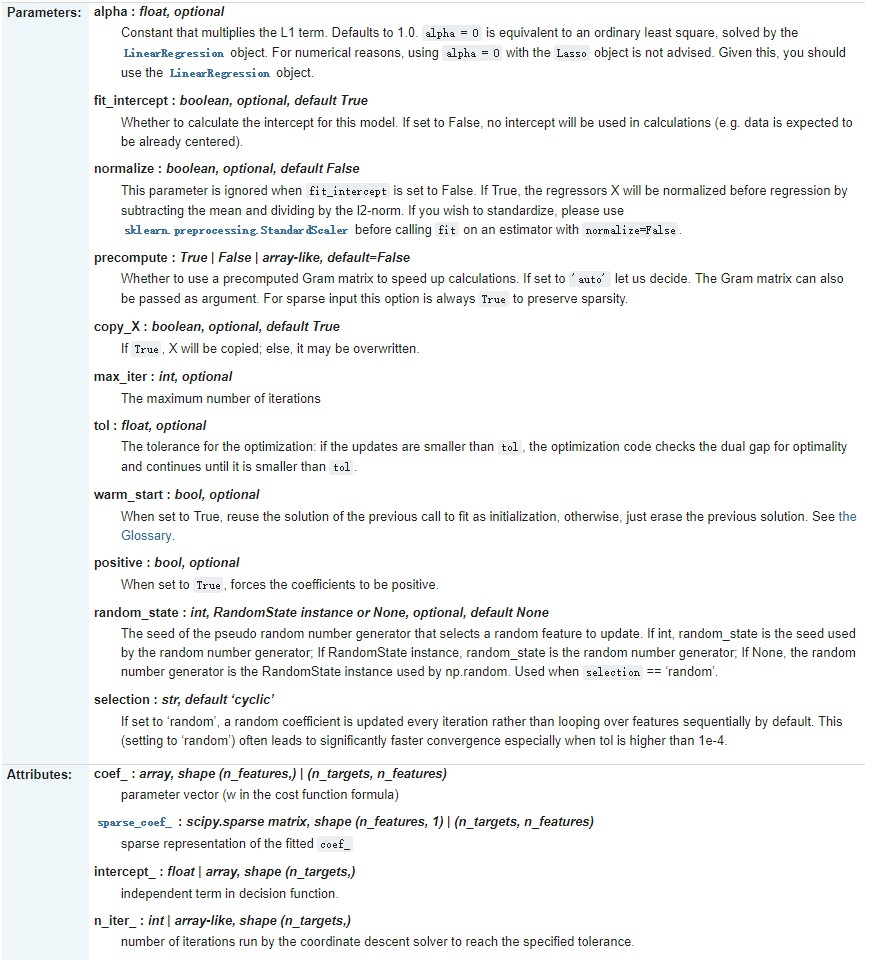 Parameters: alpha : float, optional
Constant that multiplies the L1 term. Defaults to 1.0. alpha = 0 is equivalent to an ordinary least square, solved by the
LinearRegression object. For numerical reasons, using alpha = 0 with the Lasso object is not advised. Given this, you should
use the LinearRegression object.
fit_intercept : boolean, optional, default True
Whether to calculate the intercept for this model. If set to False, no intercept will be used in calculations (e.g. data is expected to
be already centered).
normalize : boolean, optional, default False
This parameter is ignored when fit_intercept is set to False. If True, the regressors X will be normalized before regression by
subtracting the mean and dividing by the l2-norm. If you wish to standardize, please use
sklearn.preprocessing.StandardScaler before calling fit on an estimator with normalize=False.
precompute : True | False | array-like, default=False
Whether to use a precomputed Gram matrix to speed up calculations. If set to 'auto' let us decide. The Gram matrix can also
be passed as argument. For sparse input this option is always True to preserve sparsity.
copy_X : boolean, optional, default True
If True, X will be copied; else, it may be overwritten.
max_iter : int, optional
The maximum number of iterations
tol : float, optional
The tolerance for the optimization: if the updates are smaller than tol, the optimization code checks the dual gap for optimality
and continues until it is smaller than tol.
warm_start : bool, optional
When set to True, reuse the solution of the previous call to fit as initialization, otherwise, just erase the previous solution. See the
Glossary.
positive : bool, optional
When set to True, forces the coefficients to be positive.
random_state : int, RandomState instance or None, optional, default None
The seed of the pseudo random number generator that selects a random feature to update. If int, random_state is the seed used
by the random number generator; If RandomState instance, random_state is the random number generator; If None, the random
number generator is the RandomState instance used by np.random. Used when selection == ‘random’.
selection : str, default ‘cyclic’
If set to ‘random’, a random coefficient is updated every iteration rather than looping over features sequentially by default. This
(setting to ‘random’) often leads to significantly faster convergence especially when tol is higher than 1e-4.
Attributes: coef_ : array, shape (n_features,) | (n_targets, n_features)
parameter vector (w in the cost function formula)
sparse_coef_ : scipy.sparse matrix, shape (n_features, 1) | (n_targets, n_features)
sparse representation of the fitted coef_
intercept_ : float | array, shape (n_targets,)
independent term in decision function.
n_iter_ : int | array-like, shape (n_targets,)
number of iterations run by the coordinate descent solver to reach the specified tolerance.